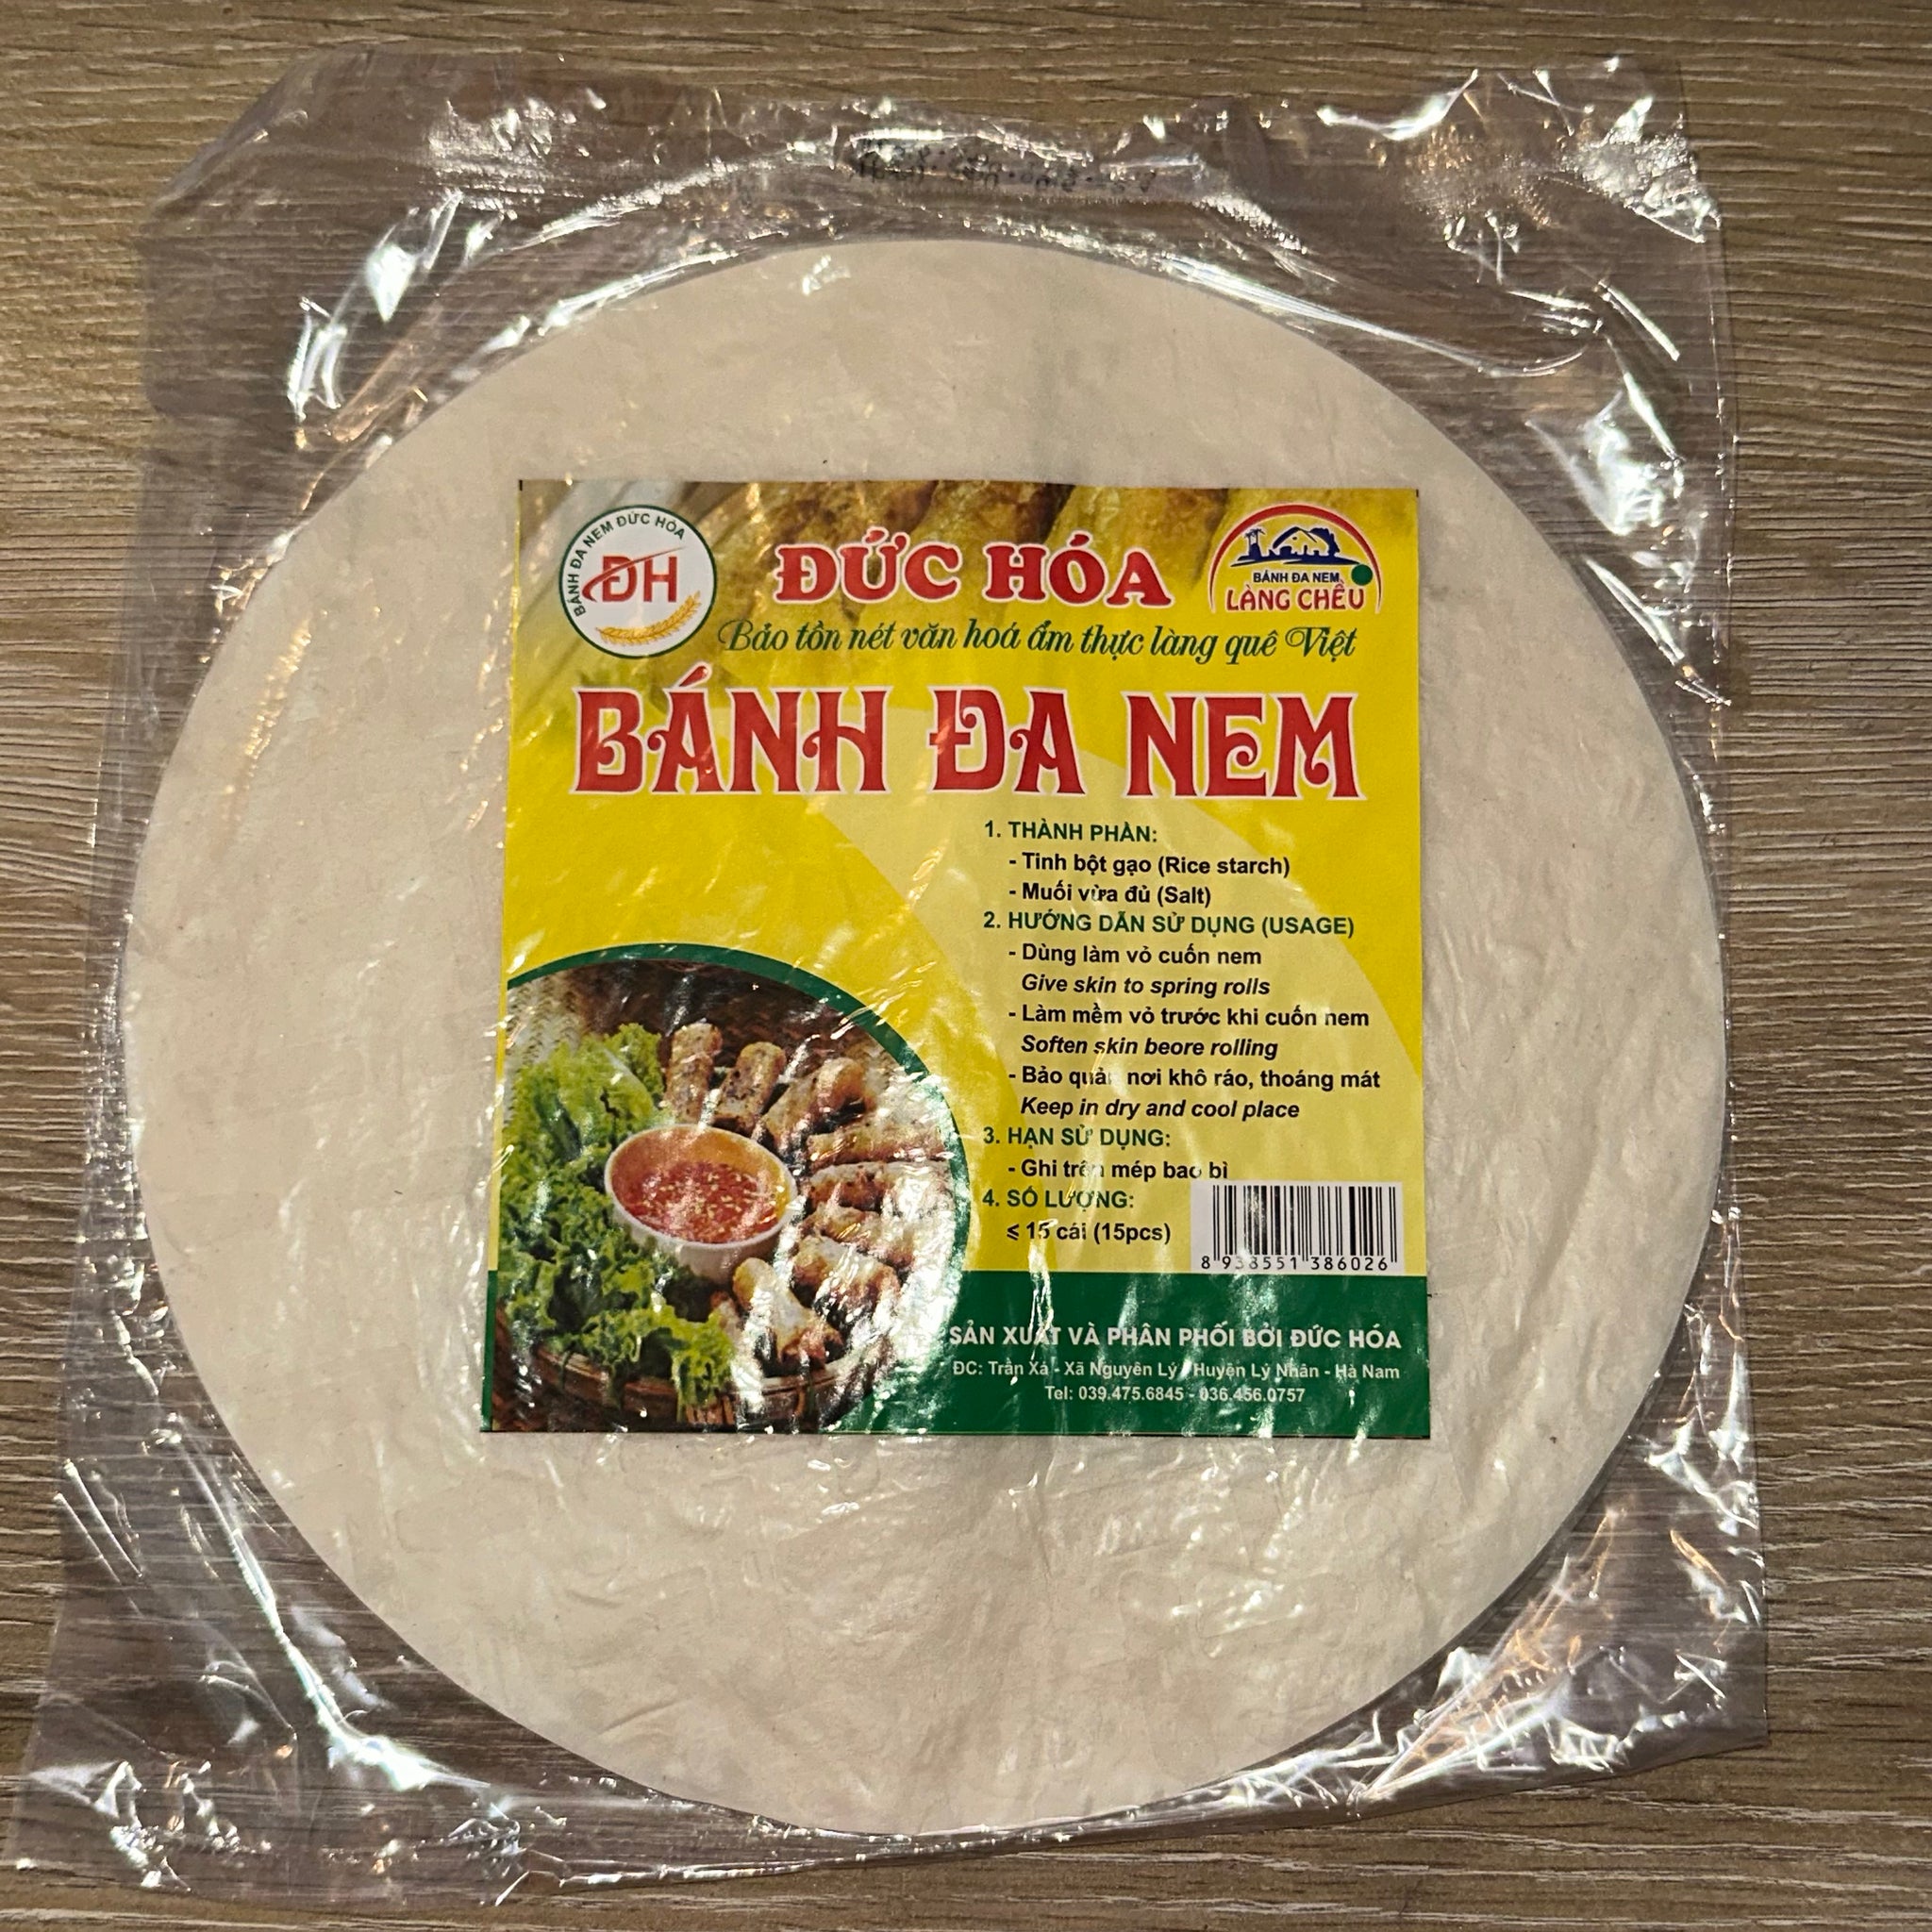 BÁNH ĐA NEM ĐỨC HÒA
ĐH
ĐỨC HÓA
BÁNH ĐA NEM
LÀNG CHỀU
Bảo tồn nét văn hoá ẩm thực làng quê Việt
BÁNH ĐA NEM
1. THÀNH PHẦN:
- Tinh bột gạo (Rice starch)
- Muối vừa đủ (Salt)
2. HƯỚNG DẪN SỬ DỤNG (USAGE)
- Dùng làm vỏ cuốn nem
Give skin to spring rolls
- Làm mềm vỏ trước khi cuốn nem
Soften skin beore rolling
- Bảo quản nơi khô ráo, thoáng mát
Keep in dry and cool place
3. HẠN SỬ DỤNG:
- Ghi trên mép bao bì
4. SỐ LƯỢNG:
≤ 15 cái (15pcs)
8 938551 386026
SẢN XUẤT VÀ PHÂN PHỐI BỞI ĐỨC HÓA
ĐC: Trần Xá - Xã Nguyên Lý - Huyện Lý Nhân - Hà Nam
Tel: 039.475.6845 - 036.456.0757